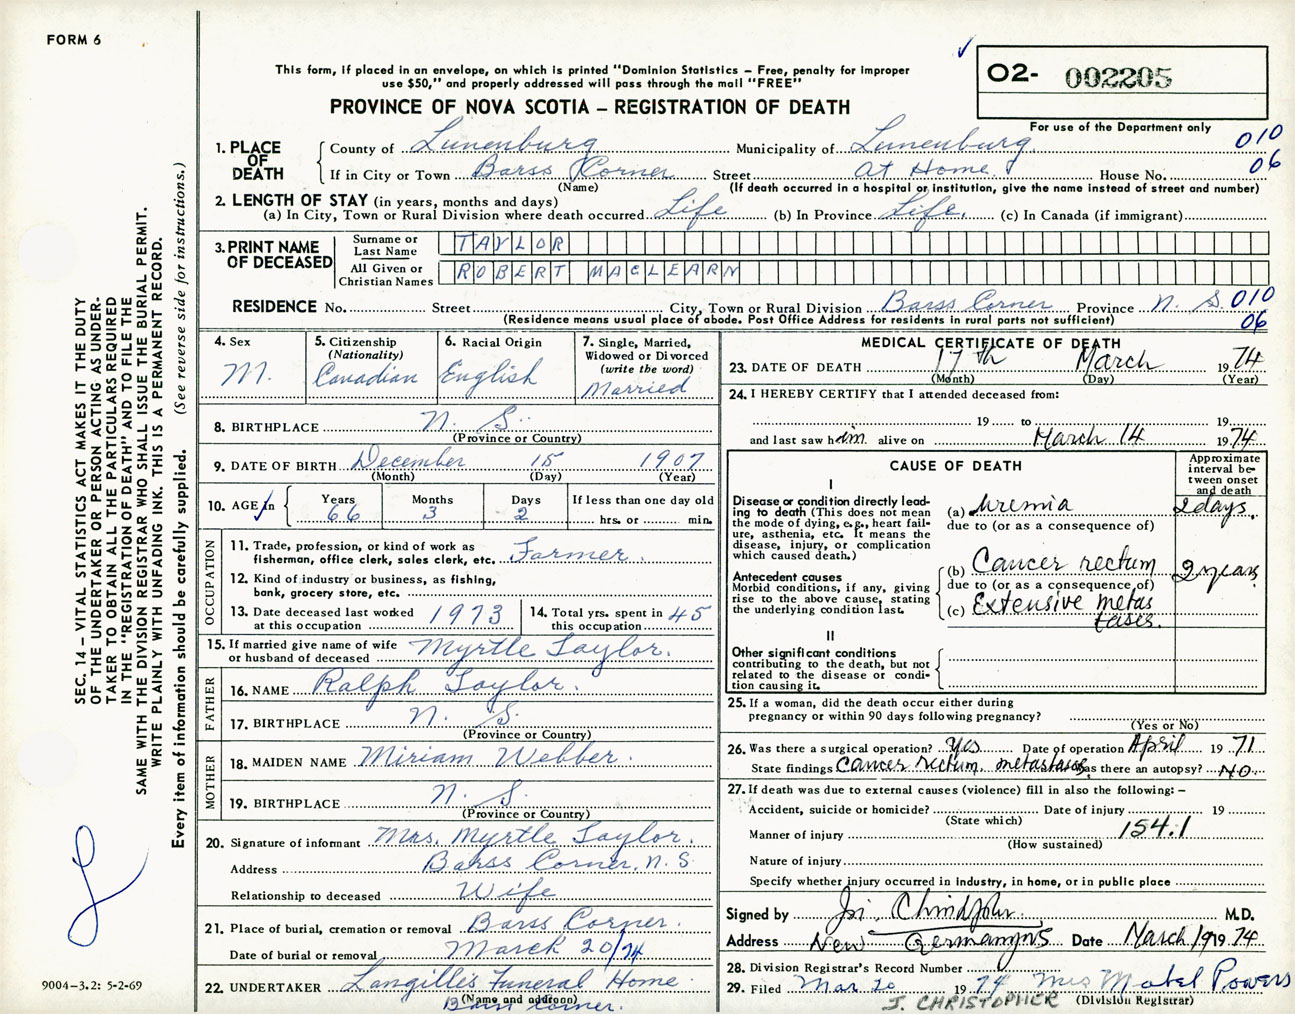 FORM 6
This form, if placed in an envelope, on which is printed "Dominion Statistics – Free, penalty for improper
use $50," and properly addressed will pass through the mail "FREE"
PROVINCE OF NOVA SCOTIA – REGISTRATION OF DEATH
O2- 002205
For use of the Department only
1. PLACE OF DEATH
County of Lunenburg Municipality of Lunenburg 010
If in City or Town Barss Corner Street at Home House No. 06
(Name) (If death occurred in a hospital or institution, give the name instead of street and number)
2. LENGTH OF STAY (in years, months and days)
(a) In City, Town or Rural Division where death occurred Life (b) In Province Life. (c) In Canada (if immigrant)
3. PRINT NAME OF DECEASED
Surname or Last Name TAYLOR
All Given or Christian Names ROBERT MACLEARN
RESIDENCE No. Street City, Town or Rural Division Barss Corner Province N. S. 010
(Residence means usual place of abode. Post Office Address for residents in rural parts not sufficient) 06
4. Sex M.
5. Citizenship (Nationality) Canadian
6. Racial Origin English
7. Single, Married, Widowed or Divorced (write the word) Married
8. BIRTHPLACE N. S.
(Province or Country)
9. DATE OF BIRTH December 15 1907
(Month) (Day) (Year)
10. AGE in Years 66 Months 3 Days 2 If less than one day old hrs. or min.
OCCUPATION
11. Trade, profession, or kind of work as
fisherman, office clerk, sales clerk, etc. Farmer.
12. Kind of industry or business, as fishing,
bank, grocery store, etc.
13. Date deceased last worked at this occupation 1973
14. Total yrs. spent in this occupation 45
15. If married give name of wife
or husband of deceased Myrtle Taylor.
FATHER
16. NAME Ralph Taylor.
17. BIRTHPLACE N. S.
(Province or Country)
MOTHER
18. MAIDEN NAME Miriam Webber
19. BIRTHPLACE N. S.
(Province or Country)
20. Signature of informant Mrs. Myrtle Taylor.
Address Barss Corner, N. S
Relationship to deceased Wife
21. Place of burial, cremation or removal Barss Corner.
Date of burial or removal March 20/74
22. UNDERTAKER Langilles Funeral Home
(Name and address)
Barss Corner.
MEDICAL CERTIFICATE OF DEATH
23. DATE OF DEATH 17th March 1974
(Month) (Day) (Year)
24. I HEREBY CERTIFY that I attended deceased from:
19 to 19
and last saw him alive on March 14 1974
CAUSE OF DEATH
Approximate interval between onset and death
I
Disease or condition directly lead-
ing to death (This does not mean
the mode of dying, e.g., heart fail-
ure, asthenia, etc. It means the
disease, injury, or complication
which caused death.)
(a) Uremia 2 days.
due to (or as a consequence of)
Antecedent causes
Morbid conditions, if any, giving
rise to the above cause, stating
the underlying condition last.
(b) Cancer rectum 2 years
due to (or as a consequence of)
(c) Extensive metas
tases.
II
Other significant conditions
contributing to the death, but not
related to the disease or condi-
tion causing it.
25. If a woman, did the death occur either during
pregnancy or within 90 days following pregnancy?
(Yes or No)
26. Was there a surgical operation? Yes Date of operation April 1971
State findings Cancer rectum. metastases Was there an autopsy? No.
27. If death was due to external causes (violence) fill in also the following: –
Accident, suicide or homicide? Date of injury 19
(State which)
Manner of injury 154.1
(How sustained)
Nature of injury
Specify whether injury occurred in industry, in home, or in public place
Signed by M.D.
Address New Germany NS Date March 19 1974
28. Division Registrar's Record Number
29. Filed Mar 20 1974 Mrs Mabel Powers
J. CHRISTOPHER (Division Registrar)
SEC. 14 – VITAL STATISTICS ACT MAKES IT THE DUTY
OF THE UNDERTAKER OR PERSON ACTING AS UNDER-
TAKER TO OBTAIN ALL THE PARTICULARS REQUIRED
IN THE "REGISTRATION OF DEATH" AND TO FILE THE
SAME WITH THE DIVISION REGISTRAR WHO SHALL ISSUE THE BURIAL PERMIT.
WRITE PLAINLY WITH UNFADING INK. THIS IS A PERMANENT RECORD.
Every item of information should be carefully supplied. (See reverse side for instructions.)
9004-3.2: 5-2-69